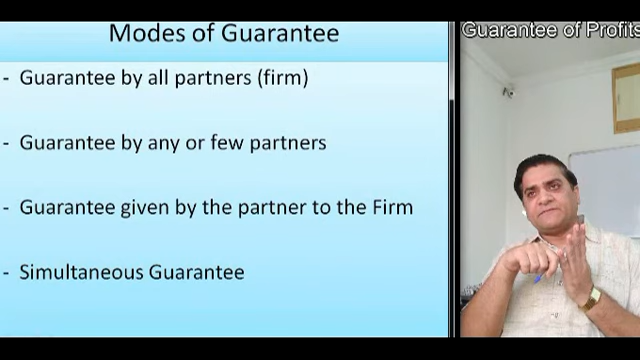 Modes of Guarantee
Guarantee of Profits
- Guarantee by all partners (firm)
- Guarantee by any or few partners
- Guarantee given by the partner to the Firm
- Simultaneous Guarantee